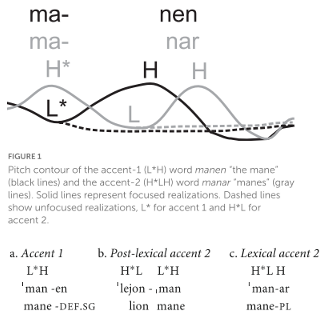 ma- nen
ma- nar
H* H H
L* L
FIGURE 1
Pitch contour of the accent-1 (L*H) word manen "the mane"
(black lines) and the accent-2 (H*LH) word manar "manes" (gray
lines). Solid lines represent focused realizations. Dashed lines
show unfocused realizations, L* for accent 1 and H*L for
accent 2.
a. Accent 1 b. Post-lexical accent 2 c. Lexical accent 2
L*H H*L L*H H*L H
ˈman -en ˈlejon - ˌman ˈman-ar
mane -DEF.SG lion mane mane-PL